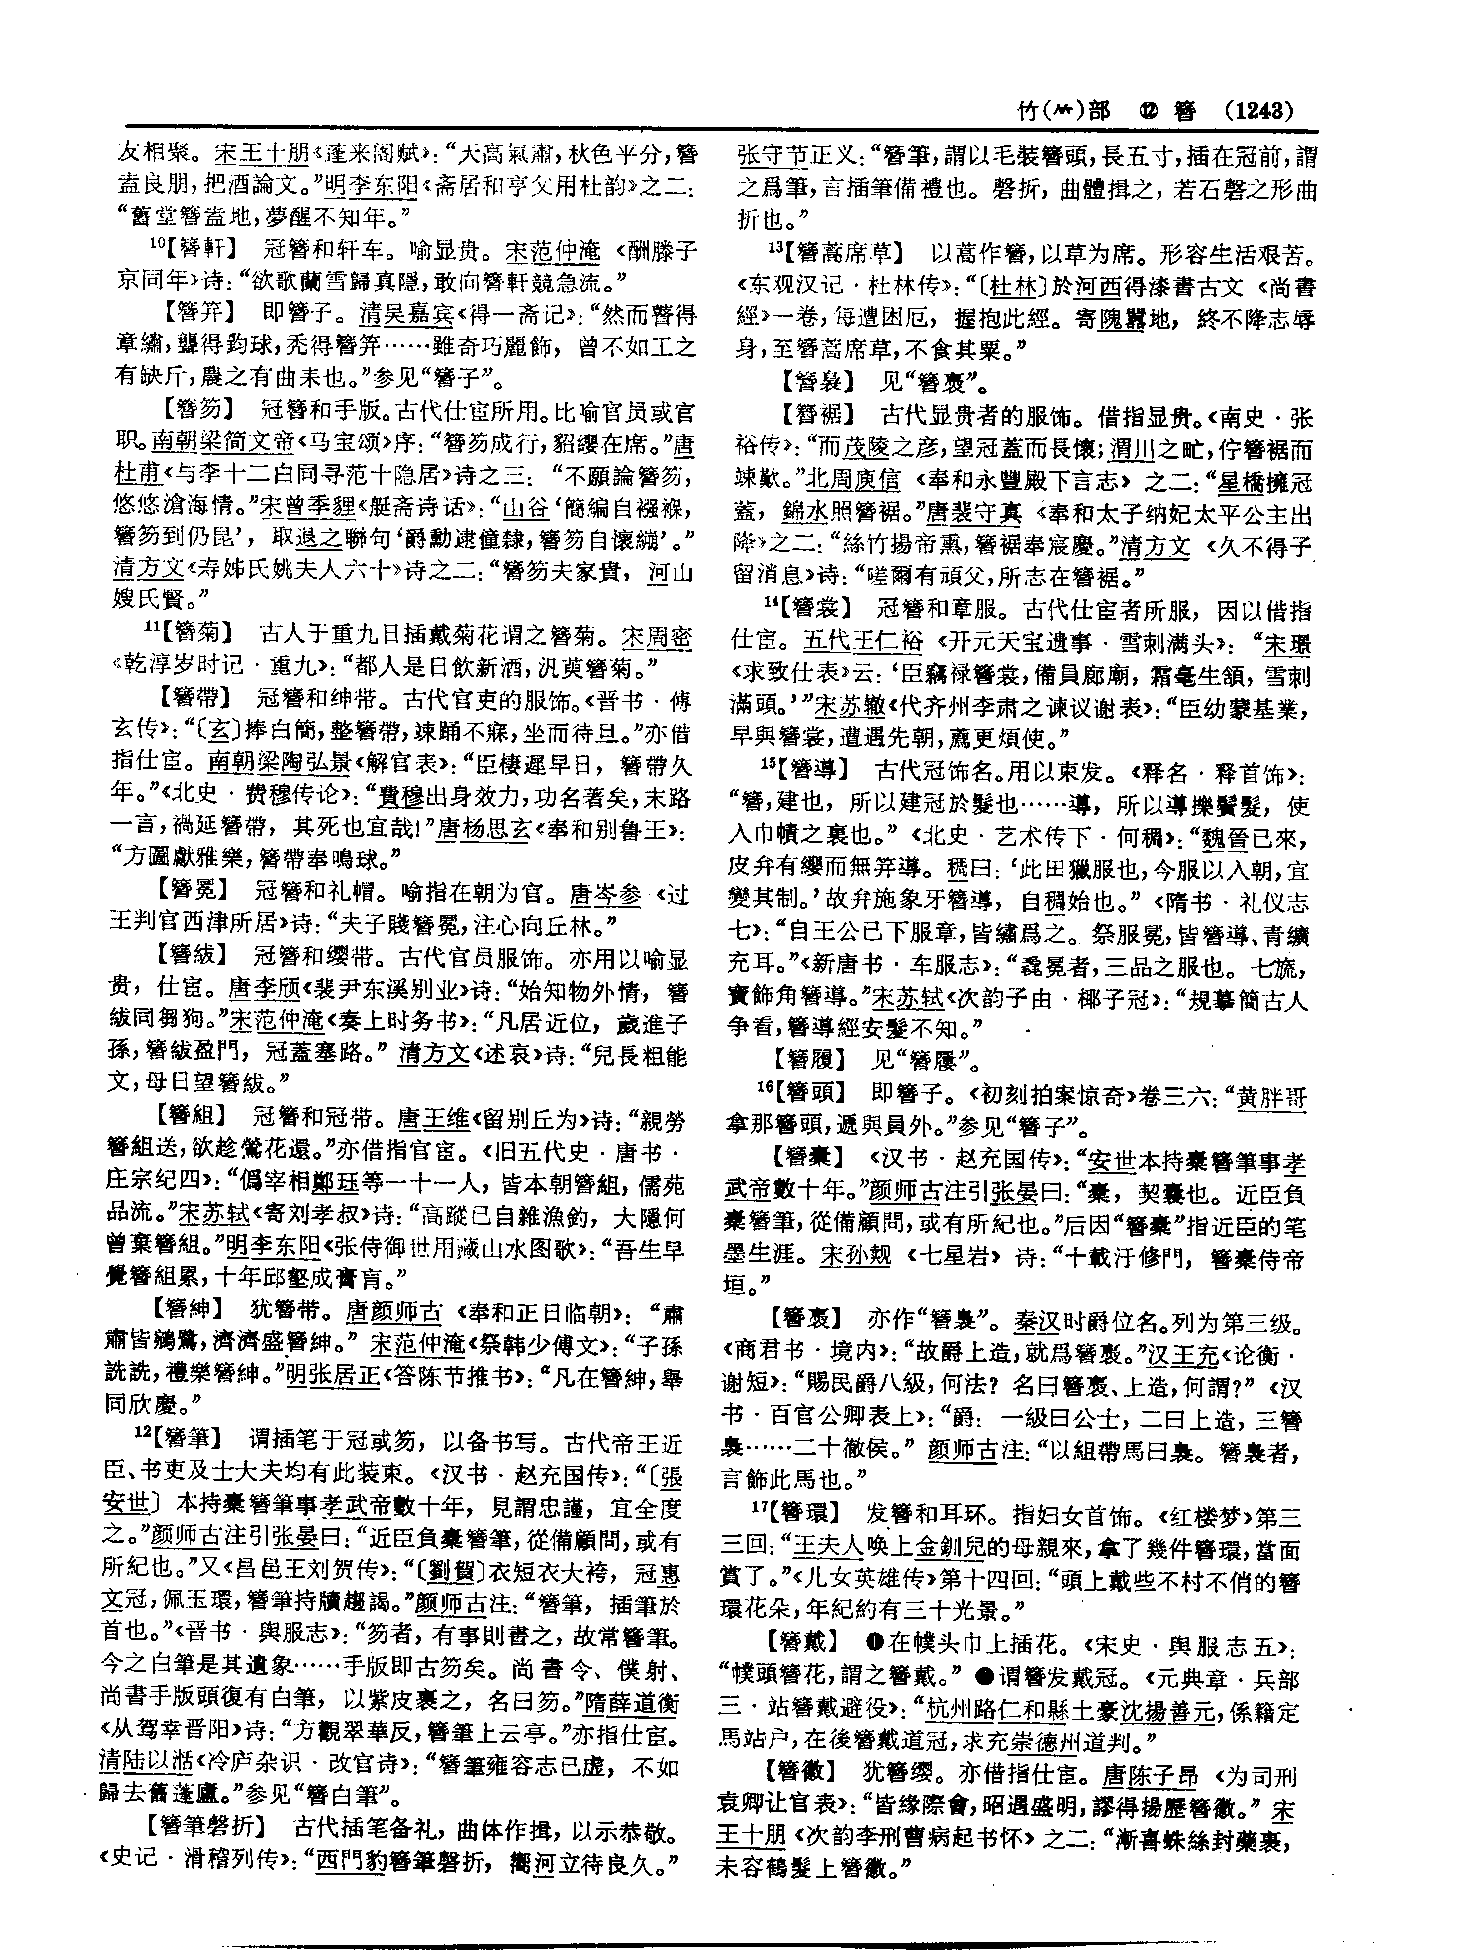 竹(⺮)部 ⑫ 簪 (1243)
友相聚。宋王十朋《蓬来阁赋》：“天高氣肅，秋色平分，簪
盍良朋，把酒論文。”明李东阳《斋居和亨父用杜韵》之二：
“舊堂簪盍地，夢醒不知年。”
10【簪軒】 冠簪和轩车。喻显贵。宋范仲淹《酬滕子
京同年》诗：“欲歌蘭雪歸真隱，敢向簪軒競急流。”
【簪笄】 即簪子。清吴嘉宾《得一斋记》：“然而瞽得
章繡，聾得鈞球，禿得簪笄……雖奇巧麗飾，曾不如工之
有缺斤，農之有曲耒也。”参见“簪子”。
【簪笏】 冠簪和手版。古代仕宦所用。比喻官员或官
职。南朝梁简文帝《马宝颂》序：“簪笏成行，貂纓在席。”唐
杜甫《与李十二白同寻范十隐居》诗之三：“不願論簪笏，
悠悠滄海情。”宋曾季貍《艇斋诗话》：“山谷‘簡編自襁褓，
簪笏到仍昆’，取退之聯句‘爵勳逮僮隸，簪笏自懷繃’。”
清方文《寿姊氏姚夫人六十》诗之二：“簪笏夫家貴，河山
嫂氏賢。”
11【簪菊】 古人于重九日插戴菊花谓之簪菊。宋周密
《乾淳岁时记·重九》：“都人是日飲新酒，汎萸簪菊。”
【簪帶】 冠簪和绅带。古代官吏的服饰。《晋书·傅
玄传》：“〔玄〕捧白簡，整簪帶，竦踊不寐，坐而待旦。”亦借
指仕宦。南朝梁陶弘景《解官表》：“臣棲遲早日，簪帶久
年。”《北史·费穆传论》：“費穆出身效力，功名著矣，末路
一言，禍延簪帶，其死也宜哉！”唐杨思玄《奉和别鲁王》：
“方圖獻雅樂，簪帶奉鳴球。”
【簪冕】 冠簪和礼帽。喻指在朝为官。唐岑参《过
王判官西津所居》诗：“夫子賤簪冕，注心向丘林。”
【簪紱】 冠簪和缨带。古代官员服饰。亦用以喻显
贵，仕宦。唐李颀《裴尹东溪别业》诗：“始知物外情，簪
紱同芻狗。”宋范仲淹《奏上时务书》：“凡居近位，歲進子
孫，簪紱盈門，冠蓋塞路。”清方文《述哀》诗：“兒長粗能
文，母日望簪紱。”
【簪組】 冠簪和冠带。唐王维《留别丘为》诗：“親勞
簪組送，欲趁鶯花還。”亦借指官宦。《旧五代史·唐书·
庄宗纪四》：“僞宰相鄭珏等一十一人，皆本朝簪組，儒苑
品流。”宋苏轼《寄刘孝叔》诗：“高蹤已自雜漁釣，大隱何
曾棄簪組。”明李东阳《张侍御世用藏山水图歌》：“吾生早
覺簪組累，十年邱壑成膏肓。”
【簪紳】 犹簪带。唐颜师古《奉和正日临朝》：“肅
肅皆鵷鷺，濟濟盛簪紳。”宋范仲淹《祭韩少傅文》：“子孫
詵詵，禮樂簪紳。”明张居正《答陈节推书》：“凡在簪紳，舉
同欣慶。”
12【簪筆】 谓插笔于冠或笏，以备书写。古代帝王近
臣、书吏及士大夫均有此装束。《汉书·赵充国传》：“〔張
安世〕本持橐簪筆事孝武帝數十年，見謂忠謹，宜全度
之。”颜师古注引张晏曰：“近臣負橐簪筆，從備顧問，或有
所紀也。”又《昌邑王刘贺传》：“〔劉賀〕衣短衣大袴，冠惠
文冠，佩玉環，簪筆持牘趨謁。”颜师古注：“簪筆，插筆於
首也。”《晋书·舆服志》：“笏者，有事則書之，故常簪筆。
今之白筆是其遺象……手版即古笏矣。尚書令、僕射、
尚書手版頭復有白筆，以紫皮裹之，名曰笏。”隋薛道衡
《从驾幸晋阳》诗：“方觀翠華反，簪筆上云亭。”亦指仕宦。
清陆以湉《冷庐杂识·改官诗》：“簪筆雍容志已虚，不如
歸去舊蓬廬。”参见“簪白筆”。
【簪筆磬折】 古代插笔备礼，曲体作揖，以示恭敬。
《史记·滑稽列传》：“西門豹簪筆磬折，嚮河立待良久。”
张守节正义：“簪筆，謂以毛裝簪頭，長五寸，插在冠前，謂
之爲筆，言插筆備禮也。磬折，曲體揖之，若石磬之形曲
折也。”
13【簪蒿席草】 以蒿作簪，以草为席。形容生活艰苦。
《东观汉记·杜林传》：“〔杜林〕於河西得漆書古文《尚書
經》一卷，每遭困厄，握抱此經。寄隗囂地，終不降志辱
身，至簪蒿席草，不食其粟。”
【簪裊】 见“簪褭”。
【簪裾】 古代显贵者的服饰。借指显贵。《南史·张
裕传》：“而茂陵之彦，望冠蓋而長懷；渭川之甿，佇簪裾而
竦歎。”北周庾信《奉和永豐殿下言志》之二：“星橋擁冠
蓋，錦水照簪裾。”唐裴守真《奉和太子纳妃太平公主出
降》之二：“絲竹揚帝熏，簪裾奉宸慶。”清方文《久不得子
留消息》诗：“嗟爾有頑父，所志在簪裾。”
14【簪裳】 冠簪和章服。古代仕宦者所服，因以借指
仕宦。五代王仁裕《开元天宝遗事·雪刺满头》：“宋璟
《求致仕表》云：‘臣竊禄簪裳，備員廊廟，霜毫生頷，雪刺
滿頭。’”宋苏辙《代齐州李肃之谏议谢表》：“臣幼蒙基業，
早與簪裳，遭遇先朝，薦更煩使。”
15【簪導】 古代冠饰名。用以束发。《释名·释首饰》：
“簪，建也，所以建冠於髮也……導，所以導擽鬢髮，使
入巾幘之裏也。”《北史·艺术传下·何稠》：“魏晉已來，
皮弁有纓而無笄導。稠曰：‘此田獵服也，今服以入朝，宜
變其制。’故弁施象牙簪導，自稠始也。”《隋书·礼仪志
七》：“自王公已下服章，皆繡爲之。祭服冕，皆簪導、青纊
充耳。”《新唐书·车服志》：“毳冕者，三品之服也。七旒，
寶飾角簪導。”宋苏轼《次韵子由·椰子冠》：“規摹簡古人
争看，簪導經安髮不知。”
【簪履】 见“簪屨”。
16【簪頭】 即簪子。《初刻拍案惊奇》卷三六：“黄胖哥
拿那簪頭，遞與員外。”参见“簪子”。
【簪橐】 《汉书·赵充国传》：“安世本持橐簪筆事孝
武帝數十年。”颜师古注引张晏曰：“橐，契囊也。近臣負
橐簪筆，從備顧問，或有所紀也。”后因“簪橐”指近臣的笔
墨生涯。宋孙觌《七星岩》诗：“十載汙修門，簪橐侍帝
垣。”
【簪褭】 亦作“簪裊”。秦汉时爵位名。列为第三级。
《商君书·境内》：“故爵上造，就爲簪褭。”汉王充《论衡·
谢短》：“賜民爵八級，何法？名曰簪褭、上造，何謂？”《汉
书·百官公卿表上》：“爵：一級曰公士，二曰上造，三簪
裊……二十徹侯。”颜师古注：“以組帶馬曰裊。簪裊者，
言飾此馬也。”
17【簪環】 发簪和耳环。指妇女首饰。《红楼梦》第三
三回：“王夫人唤上金釧兒的母親來，拿了幾件簪環，當面
賞了。”《儿女英雄传》第十四回：“頭上戴些不村不俏的簪
環花朵，年紀約有三十光景。”
【簪戴】 ❶在幞头巾上插花。《宋史·舆服志五》：
“幞頭簪花，謂之簪戴。”●谓簪发戴冠。《元典章·兵部
三·站簪戴避役》：“杭州路仁和縣土豪沈揚善元，係籍定
馬站户，在後簪戴道冠，求充崇德州道判。”
【簪徽】 犹簪缨。亦借指仕宦。唐陈子昂《为司刑
袁卿让官表》：“皆緣際會，昭遇盛明，謬得揚歷簪徽。”宋
王十朋《次韵李刑曹病起书怀》之二：“漸喜蛛絲封藥裹，
未容鶴髮上簪徽。”